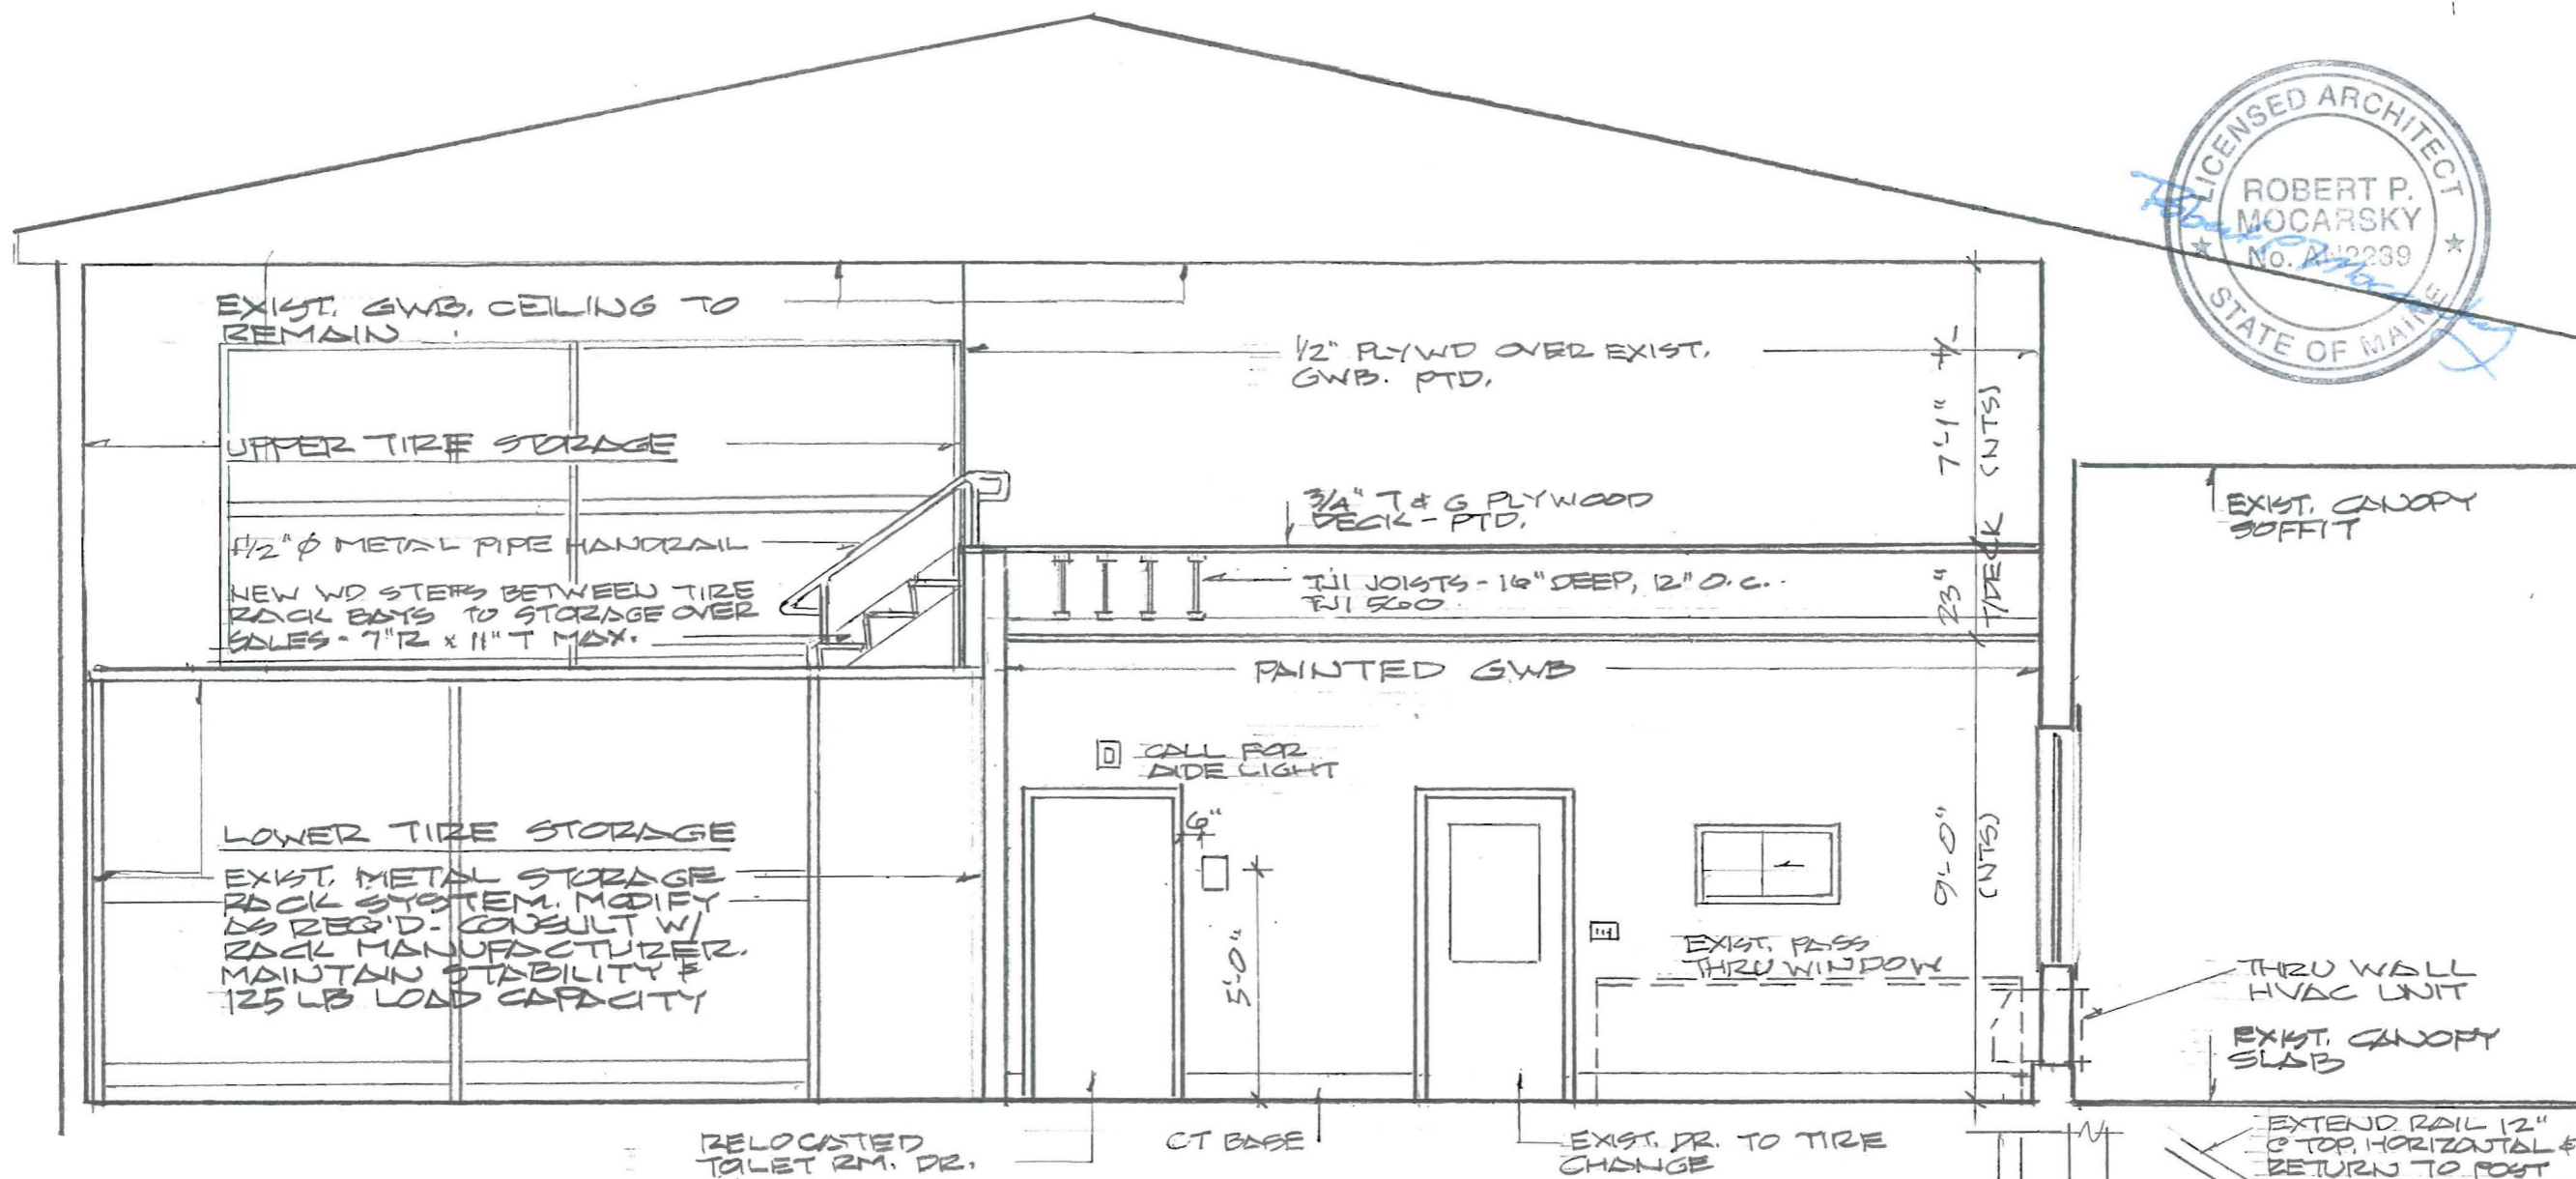 LICENSED ARCHITECT
ROBERT P.
MOCARSKY
STATE OF MAINE
EXIST. GWB. CEILING TO
REMAIN
1/2" PLYWD OVER EXIST.
GWB. PTD.
7'-1" +/-
(NTS)
UPPER TIRE STORAGE
3/4" T & G PLYWOOD
DECK - PTD.
EXIST. CANOPY
SOFFIT
1 1/2" Ø METAL PIPE HANDRAIL
NEW WD STEPS BETWEEN TIRE
RACK BAYS TO STORAGE OVER
SALES - 7" R x 11" T MAX.
TJI JOISTS - 16" DEEP, 12" O.C.
TJI 560
23"
T/DECK
PAINTED GWB
CALL FOR
AIDE LIGHT
LOWER TIRE STORAGE
EXIST. METAL STORAGE
RACK SYSTEM. MODIFY
AS REQ'D - CONSULT W/
RACK MANUFACTURER.
MAINTAIN STABILITY &
125 LB LOAD CAPACITY
6"
5'-0"
9'-0"
(NTS)
EXIST. PASS
THRU WINDOW
THRU WALL
HVAC UNIT
EXIST. CANOPY
SLAB
RELOCATED
TOILET RM. DR.
CT BASE
EXIST. DR. TO TIRE
CHANGE
EXTEND RAIL 12"
@ TOP, HORIZONTAL &
RETURN TO POST